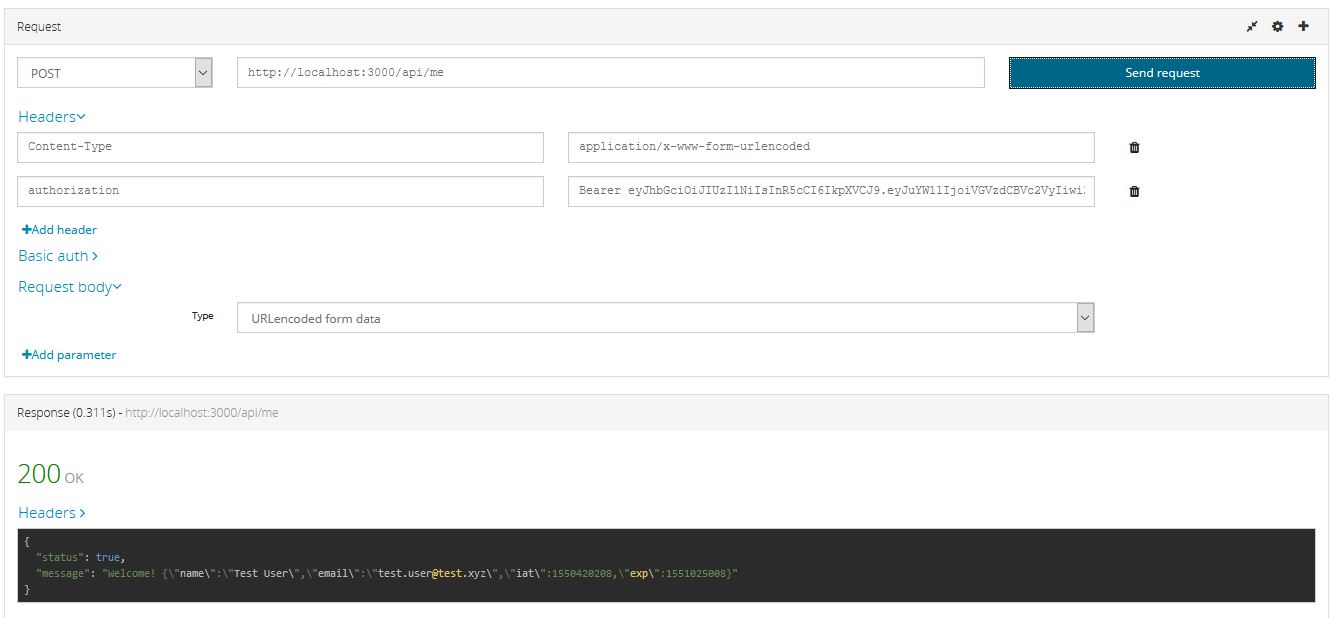 Request
POST http://localhost:3000/api/me Send request
Headers
Content-Type application/x-www-form-urlencoded
authorization Bearer eyJhbGciOiJIUzI1NiIsInR5cCI6IkpXVCJ9.eyJuYW1lIjoiVGVzdCBVc2VyIiwi
Add header
Basic auth
Request body
Type URLencoded form data
Add parameter
Response (0.311s) - http://localhost:3000/api/me
200 OK
Headers
{
"status": true,
"message": "Welcome! {\"name\":\"Test User\",\"email\":\"test.user@test.xyz\",\"iat\":1550420208,\"exp\":1551025008}"
}